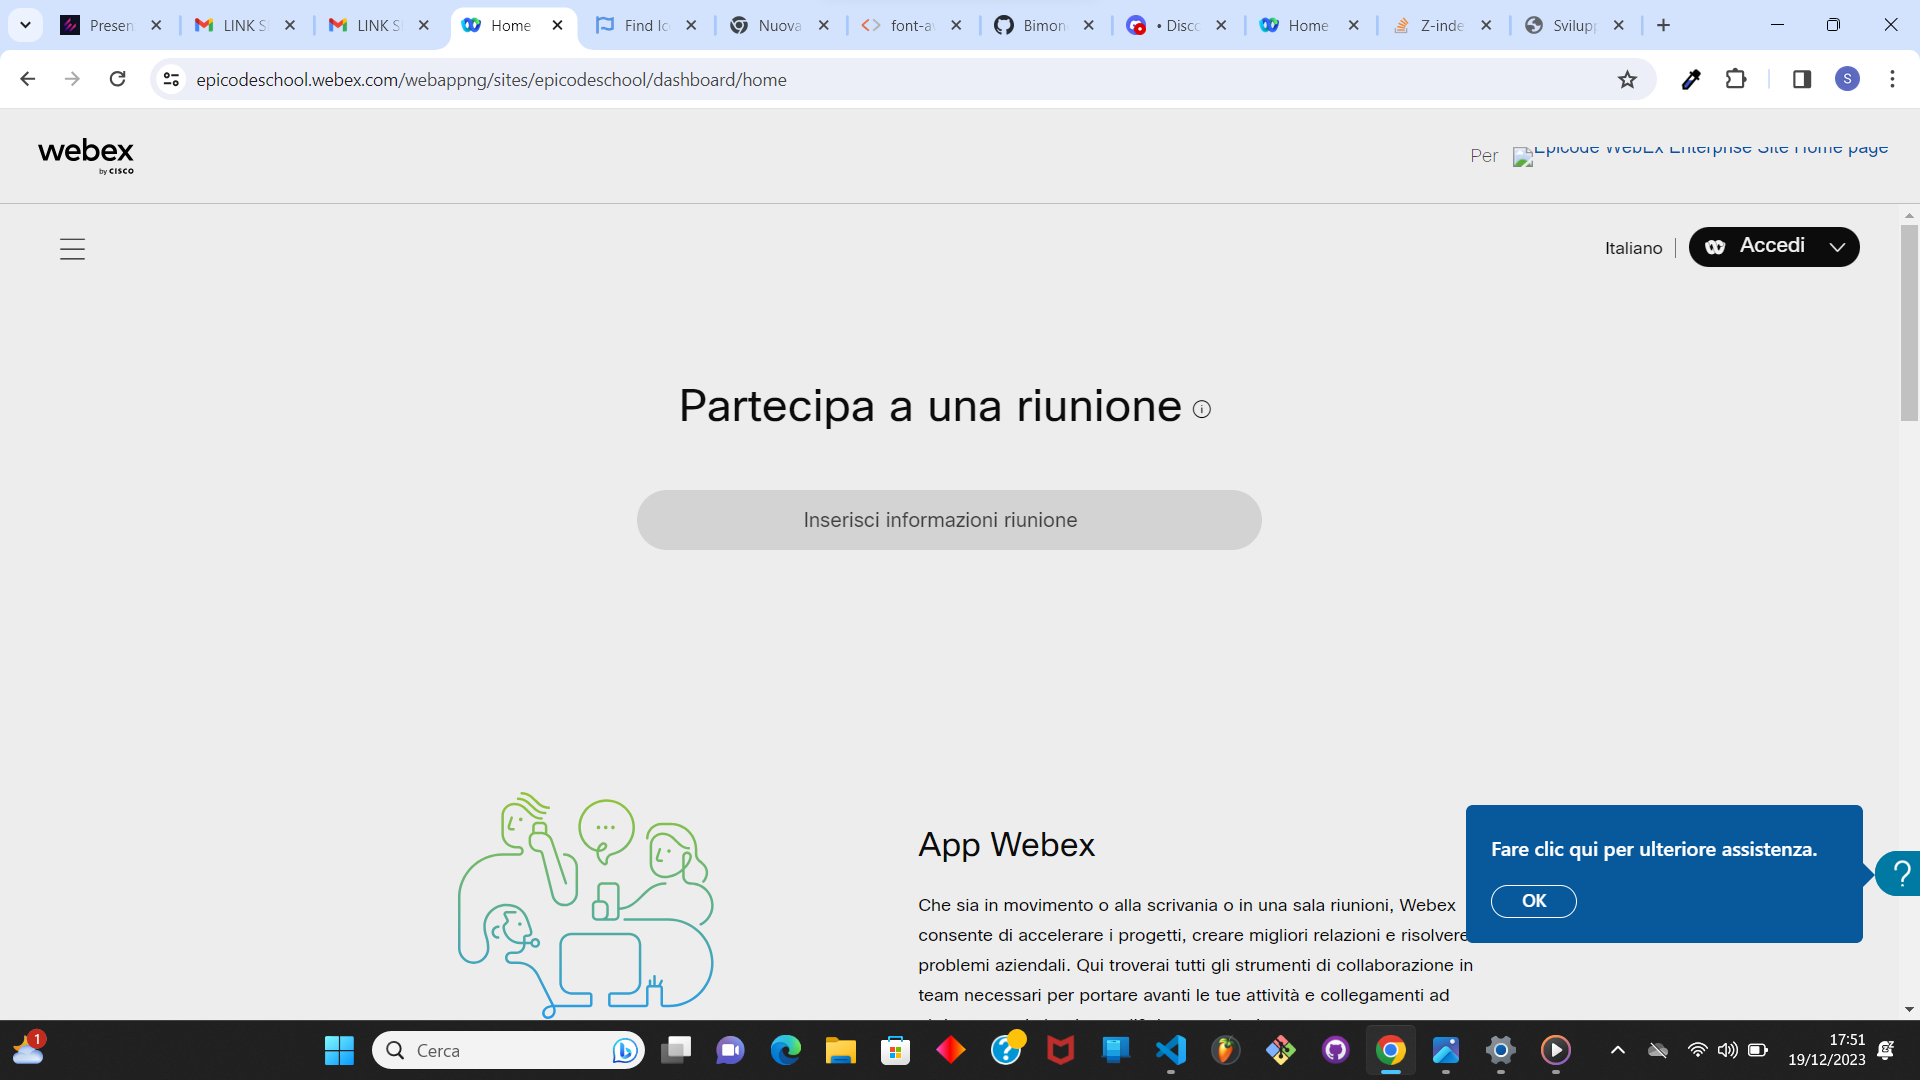 Presen
LINK S
LINK S
Home
Find Ic
Nuova
font-av
Bimon
• Disco
Home
Z-inde
Svilupp
epicodeschool.webex.com/webappng/sites/epicodeschool/dashboard/home
S
webex
by CISCO
Per
Epicode WebEx Enterprise Site Home page
Italiano
Accedi
Partecipa a una riunione
Inserisci informazioni riunione
App Webex
Che sia in movimento o alla scrivania o in una sala riunioni, Webex
consente di accelerare i progetti, creare migliori relazioni e risolvere
problemi aziendali. Qui troverai tutti gli strumenti di collaborazione in
team necessari per portare avanti le tue attività e collegamenti ad
Fare clic qui per ulteriore assistenza.
OK
?
1
Cerca
17:51
19/12/2023